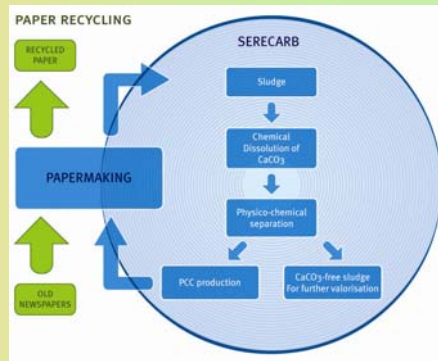 PAPER RECYCLING
SERECARB
RECYCLED
PAPER
Sludge
Chemical
Dissolution of
CaCO3
PAPERMAKING
Physico-chemical
separation
PCC production
CaCO3-free sludge
For further valorisation
OLD
NEWSPAPERS